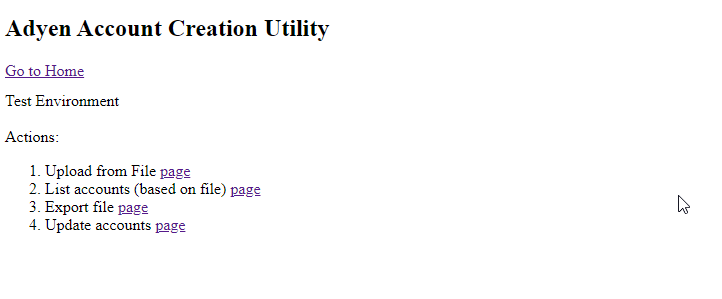 Adyen Account Creation Utility
Go to Home
Test Environment
Actions:
1. Upload from File page
2. List accounts (based on file) page
3. Export file page
4. Update accounts page